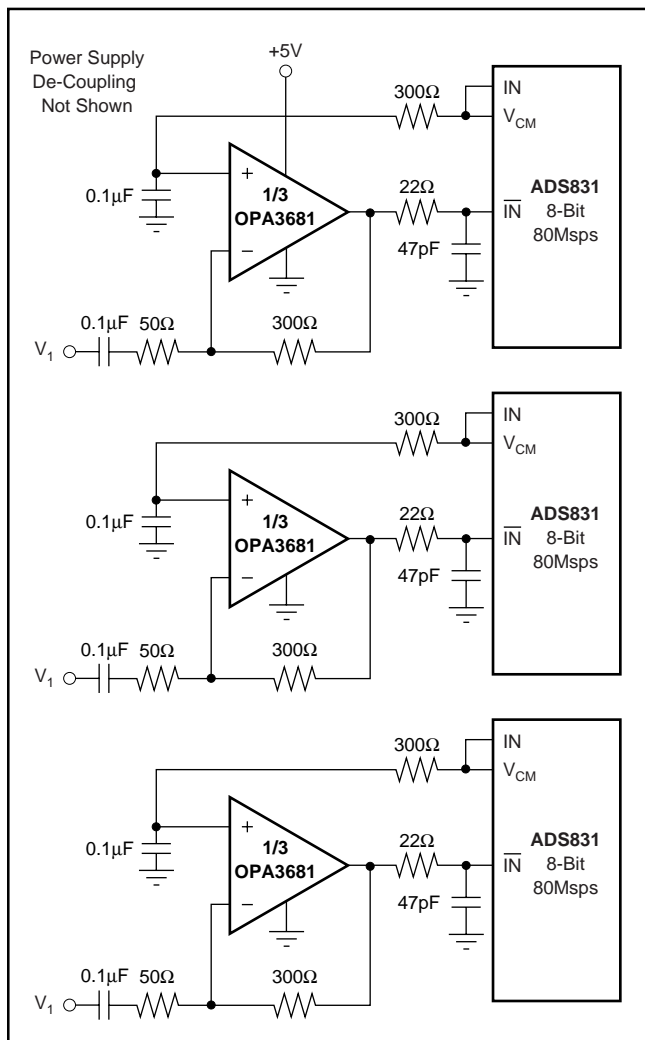 Power Supply
De-Coupling
Not Shown
+5V
300Ω
IN
V_CM
0.1μF
+
1/3
OPA3681
−
22Ω
47pF
I̅N̅
ADS831
8-Bit
80Msps
0.1μF
50Ω
300Ω
V₁
300Ω
IN
V_CM
0.1μF
+
1/3
OPA3681
−
22Ω
47pF
I̅N̅
ADS831
8-Bit
80Msps
0.1μF
50Ω
300Ω
V₁
300Ω
IN
V_CM
0.1μF
+
1/3
OPA3681
−
22Ω
47pF
I̅N̅
ADS831
8-Bit
80Msps
0.1μF
50Ω
300Ω
V₁